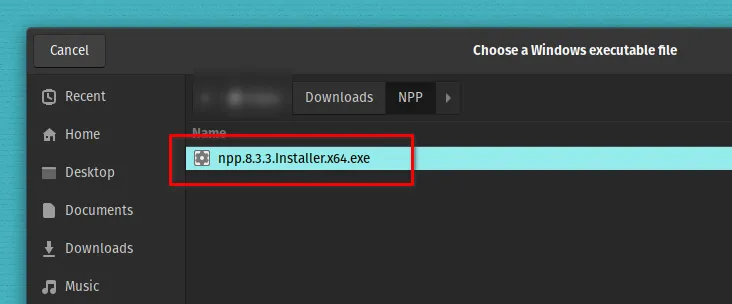 Cancel
Choose a Windows executable file
Recent
Home
Desktop
Documents
Downloads
Music
Downloads
NPP
Name
npp.8.3.3.Installer.x64.exe